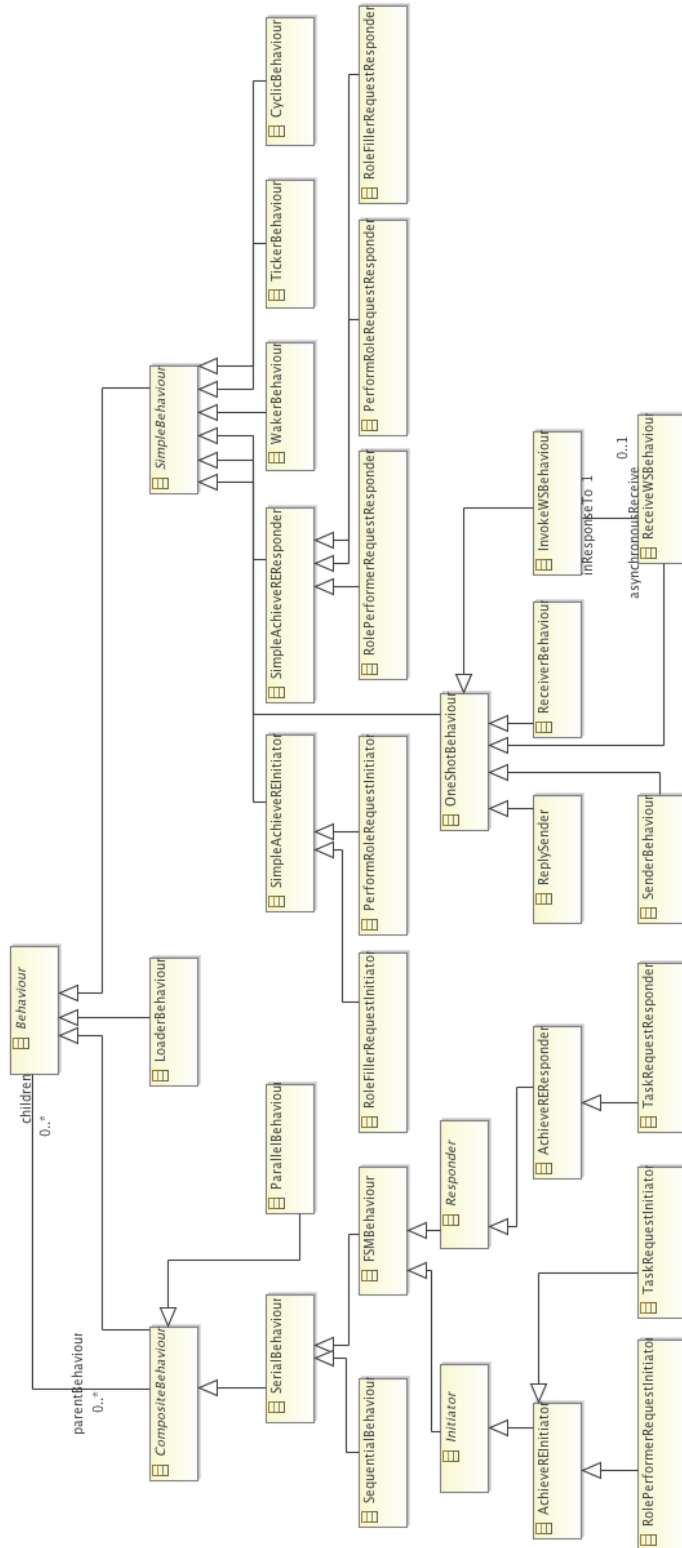 Behaviour
children
0..*
parentBehaviour
0..*
CompositeBehaviour
LoaderBehaviour
SimpleBehaviour
SerialBehaviour
ParallelBehaviour
SimpleAchieveREInitiator
SimpleAchieveREResponder
WakerBehaviour
TickerBehaviour
CyclicBehaviour
SequentialBehaviour
FSMBehaviour
RoleFillerRequestInitiator
PerformRoleRequestInitiator
RolePerformerRequestResponder
PerformRoleRequestResponder
RoleFillerRequestResponder
Initiator
Responder
OneShotBehaviour
AchieveREInitiator
AchieveREResponder
ReplySender
ReceiverBehaviour
InvokeWSBehaviour
inResponseTo 1
0..1
asynchronousReceive
RolePerformerRequestInitiator
TaskRequestInitiator
TaskRequestResponder
SenderBehaviour
ReceiveWSBehaviour